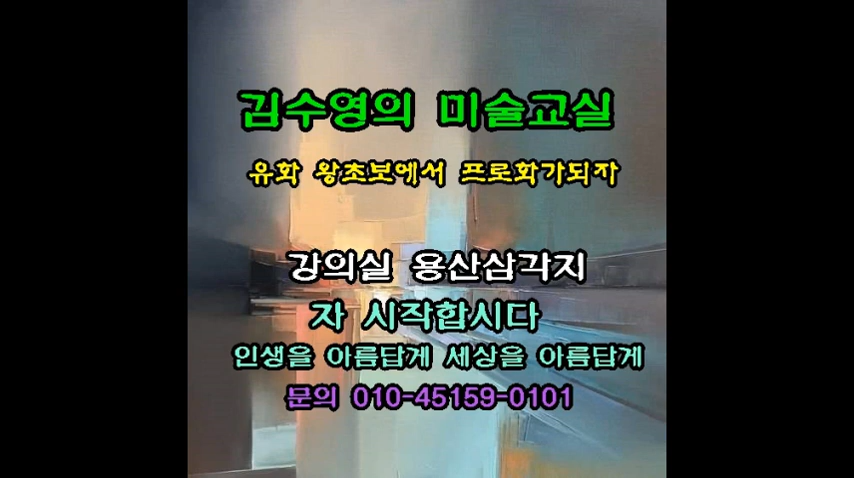 김수영의 미술교실
유화 왕초보에서 프로화가되자
강의실 용산삼각지
자 시작합시다
인생을 아름답게 세상을 아름답게
문의 010-45159-0101